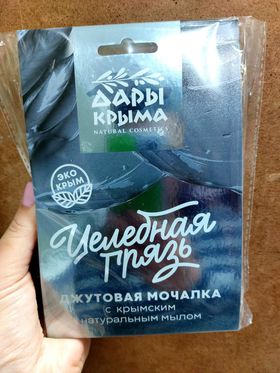 ДАРЫ
КРЫМА
NATURAL COSMETICS
ЭКО
КРЫМ
Целебная
грязь
ДЖУТОВАЯ МОЧАЛКА
с крымским
натуральным мылом